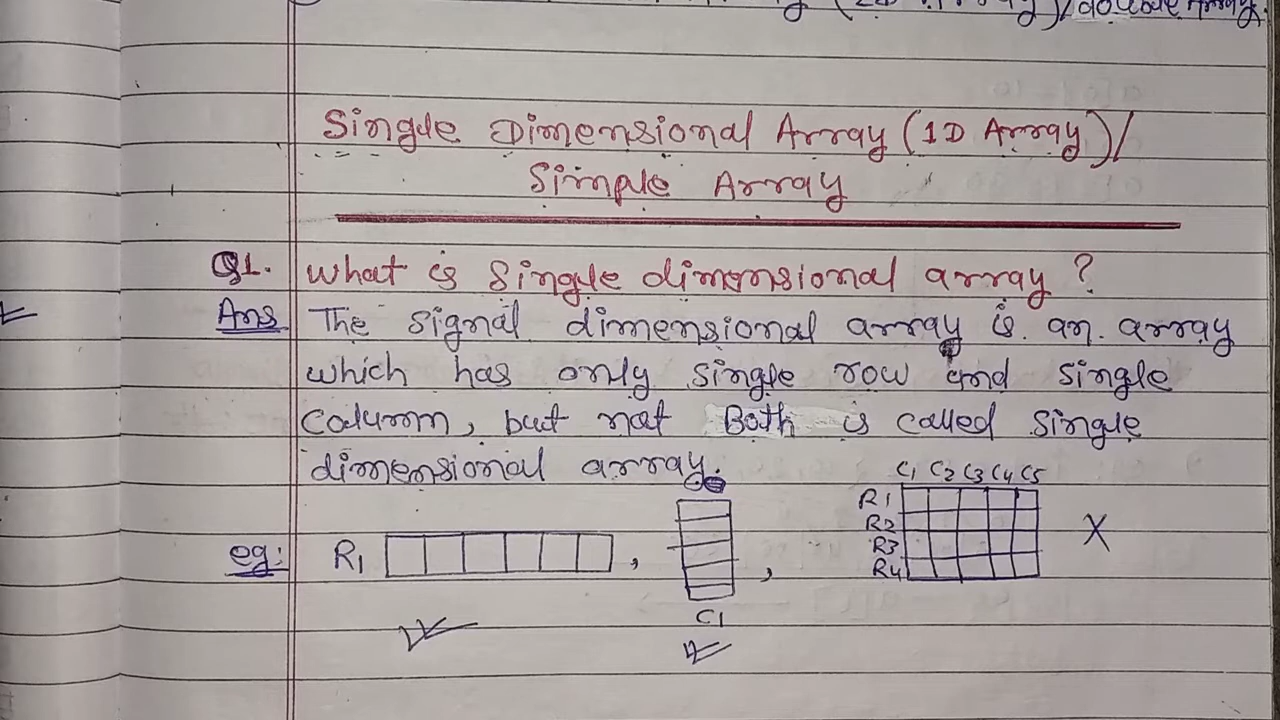 /double Array.
Single Dimensional Array (1D Array)/
Simple Array
Q1. What is Single dimensional array?
Ans The signal dimensional array is an array
which has only single row and single
Column, but not Both is called single
dimensional array.
C1 C2 C3 C4 C5
R1
R2
R3
R4
eg: R1 , , X
C1